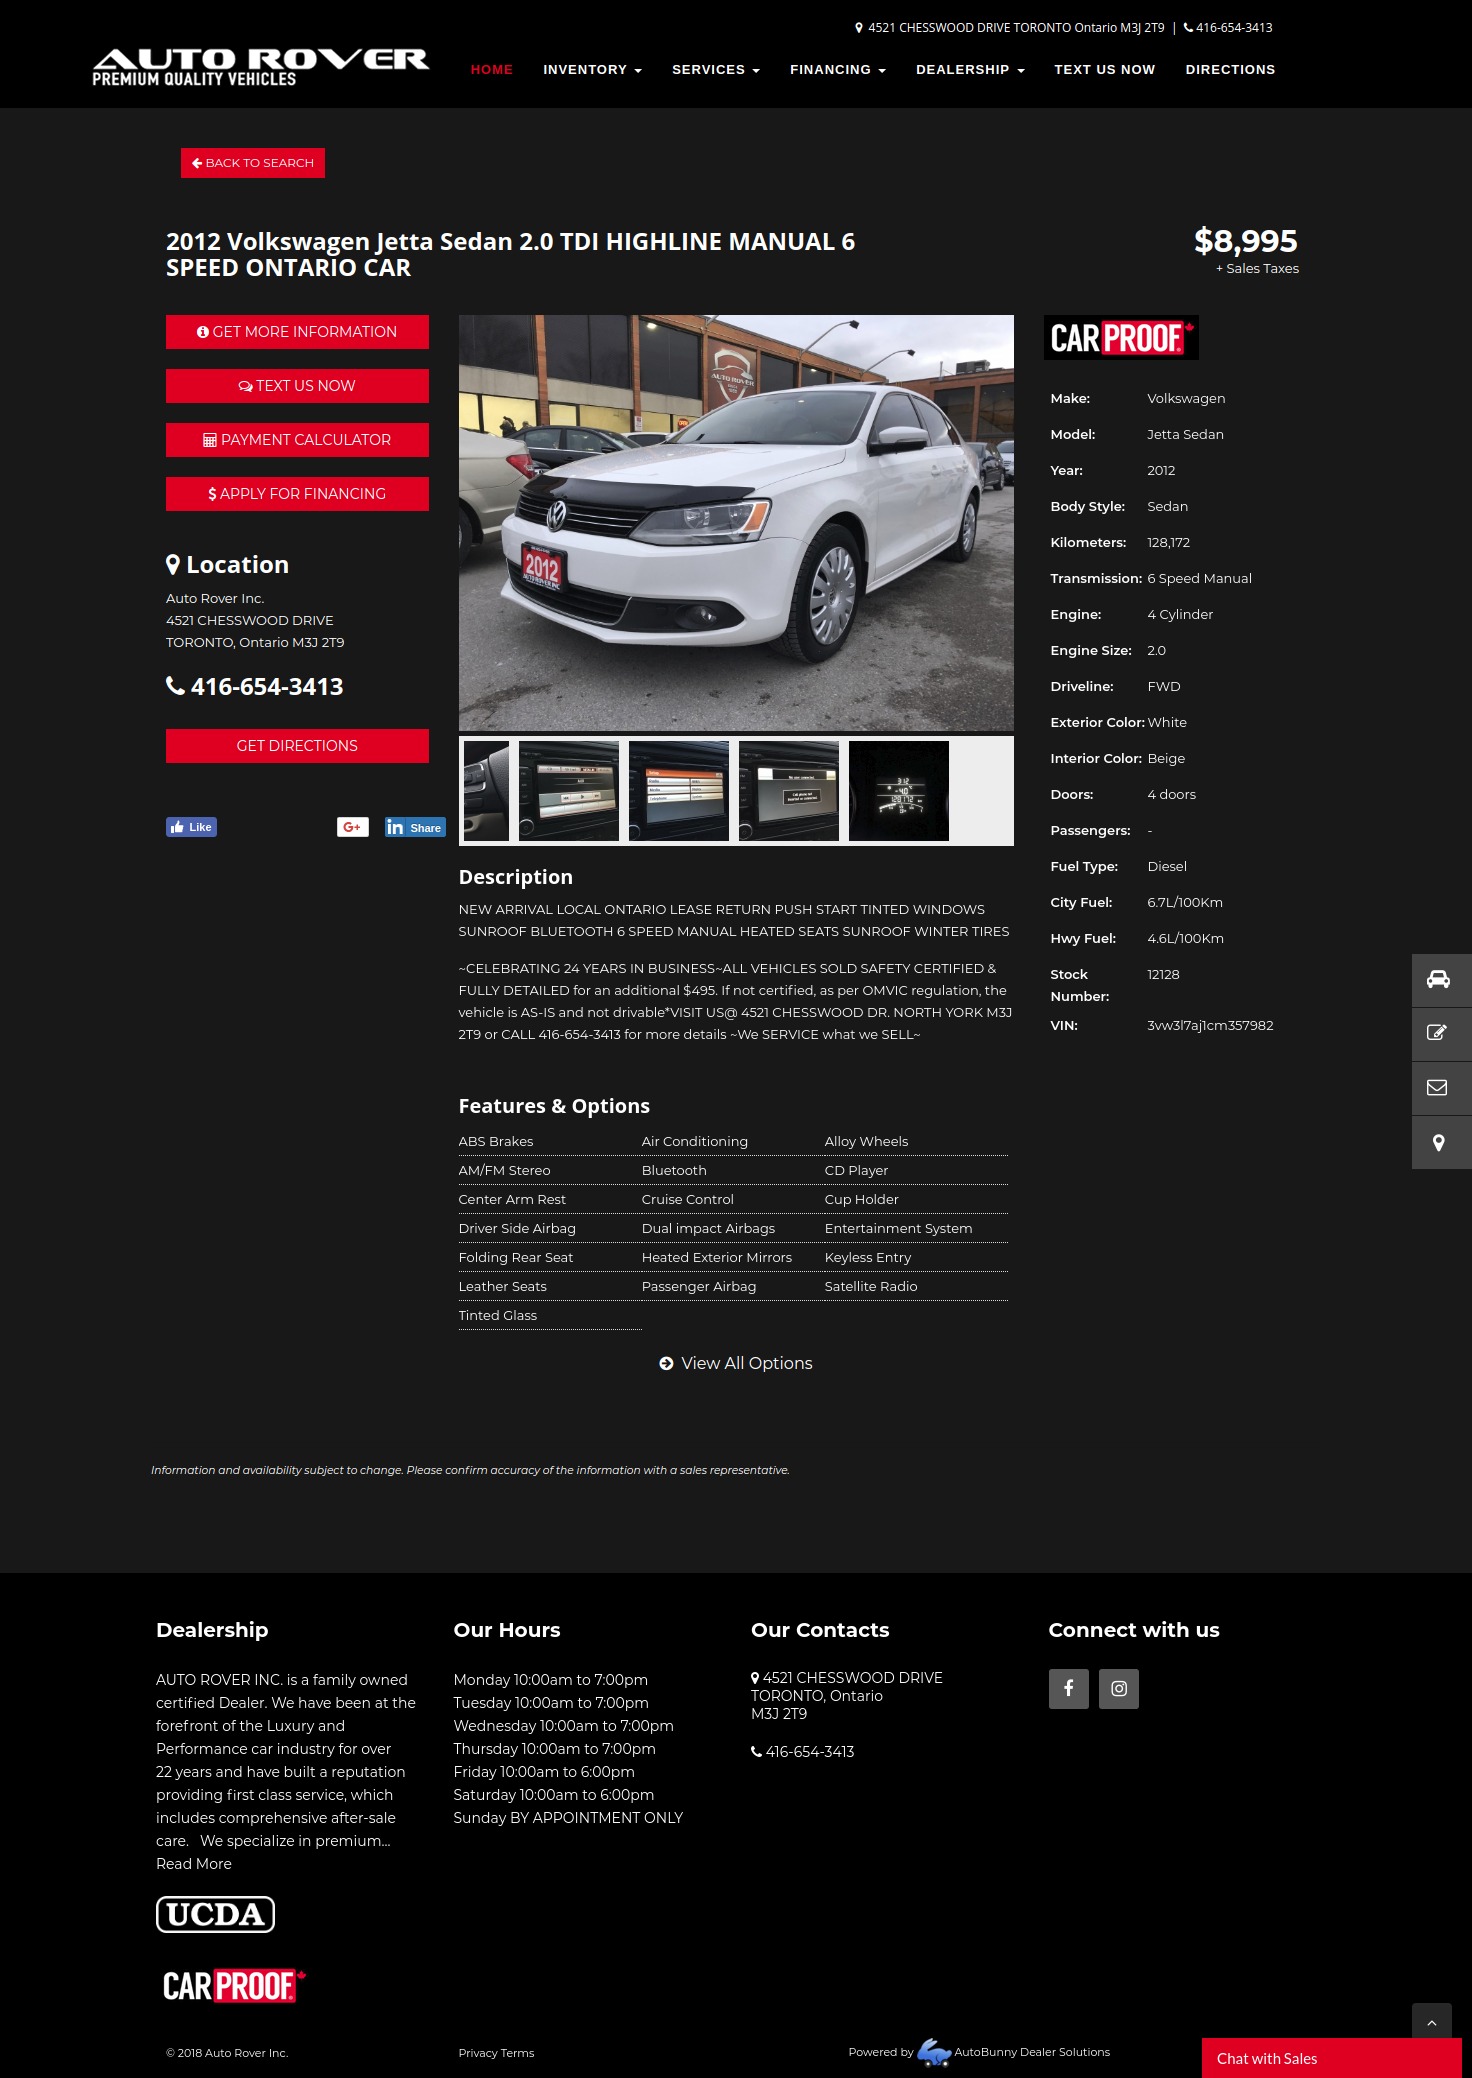 4521 CHESSWOOD DRIVE TORONTO Ontario M3J 2T9 | 416-654-3413
AUTO ROVER
PREMIUM QUALITY VEHICLES
HOME INVENTORY SERVICES FINANCING DEALERSHIP TEXT US NOW DIRECTIONS
BACK TO SEARCH
2012 Volkswagen Jetta Sedan 2.0 TDI HIGHLINE MANUAL 6
SPEED ONTARIO CAR
$8,995
+ Sales Taxes
GET MORE INFORMATION
TEXT US NOW
PAYMENT CALCULATOR
$ APPLY FOR FINANCING
Location
Auto Rover Inc.
4521 CHESSWOOD DRIVE
TORONTO, Ontario M3J 2T9
416-654-3413
GET DIRECTIONS
Like
G+
in Share
AUTO ROVER
2012
AUTO ROVER INC
312
Description
NEW ARRIVAL LOCAL ONTARIO LEASE RETURN PUSH START TINTED WINDOWS
SUNROOF BLUETOOTH 6 SPEED MANUAL HEATED SEATS SUNROOF WINTER TIRES
~CELEBRATING 24 YEARS IN BUSINESS~ALL VEHICLES SOLD SAFETY CERTIFIED &
FULLY DETAILED for an additional $495. If not certified, as per OMVIC regulation, the
vehicle is AS-IS and not drivable*VISIT US@ 4521 CHESSWOOD DR. NORTH YORK M3J
2T9 or CALL 416-654-3413 for more details ~We SERVICE what we SELL~
Features & Options
ABS Brakes Air Conditioning Alloy Wheels
AM/FM Stereo Bluetooth CD Player
Center Arm Rest Cruise Control Cup Holder
Driver Side Airbag Dual impact Airbags Entertainment System
Folding Rear Seat Heated Exterior Mirrors Keyless Entry
Leather Seats Passenger Airbag Satellite Radio
Tinted Glass
View All Options
CARPROOF
Make: Volkswagen
Model: Jetta Sedan
Year: 2012
Body Style: Sedan
Kilometers: 128,172
Transmission: 6 Speed Manual
Engine: 4 Cylinder
Engine Size: 2.0
Driveline: FWD
Exterior Color: White
Interior Color: Beige
Doors: 4 doors
Passengers: -
Fuel Type: Diesel
City Fuel: 6.7L/100Km
Hwy Fuel: 4.6L/100Km
Stock Number: 12128
VIN: 3vw3l7aj1cm357982
Information and availability subject to change. Please confirm accuracy of the information with a sales representative.
Dealership
AUTO ROVER INC. is a family owned
certified Dealer. We have been at the
forefront of the Luxury and
Performance car industry for over
22 years and have built a reputation
providing first class service, which
includes comprehensive after-sale
care. We specialize in premium...
Read More
UCDA
CARPROOF
Our Hours
Monday 10:00am to 7:00pm
Tuesday 10:00am to 7:00pm
Wednesday 10:00am to 7:00pm
Thursday 10:00am to 7:00pm
Friday 10:00am to 6:00pm
Saturday 10:00am to 6:00pm
Sunday BY APPOINTMENT ONLY
Our Contacts
4521 CHESSWOOD DRIVE
TORONTO, Ontario
M3J 2T9
416-654-3413
Connect with us
© 2018 Auto Rover Inc.
Privacy Terms
Powered by AutoBunny Dealer Solutions
Chat with Sales